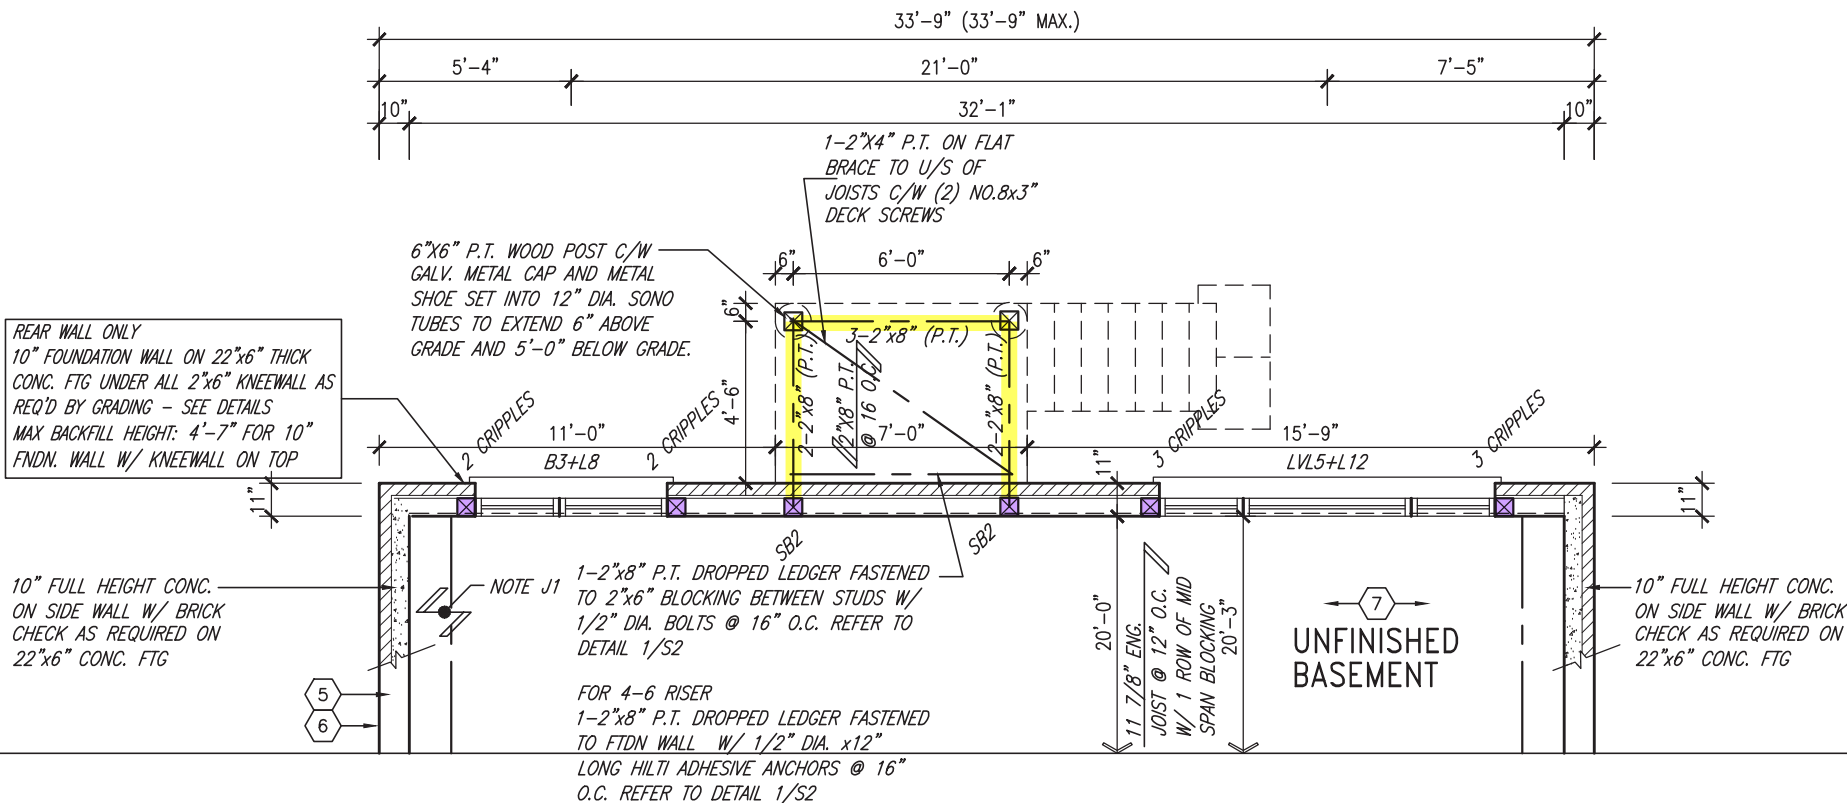 33'-9" (33'-9" MAX.)
5'-4"
21'-0"
7'-5"
10"
32'-1"
10"
1-2"X4" P.T. ON FLAT
BRACE TO U/S OF
JOISTS C/W (2) NO.8x3"
DECK SCREWS
6"X6" P.T. WOOD POST C/W
GALV. METAL CAP AND METAL
SHOE SET INTO 12" DIA. SONO
TUBES TO EXTEND 6" ABOVE
GRADE AND 5'-0" BELOW GRADE.
6"
6'-0"
6"
6"
4'-6"
3-2"x8" (P.T.)
2-2"x8" (P.T.)
2"X8" P.T.
@ 16 O.C.
2-2"x8" (P.T.)
REAR WALL ONLY
10" FOUNDATION WALL ON 22"x6" THICK
CONC. FTG UNDER ALL 2"x6" KNEEWALL AS
REQ'D BY GRADING - SEE DETAILS
MAX BACKFILL HEIGHT: 4'-7" FOR 10"
FNDN. WALL W/ KNEEWALL ON TOP
11'-0"
7'-0"
15'-9"
2 CRIPPLES
B3+L8
2 CRIPPLES
3 CRIPPLES
LVL5+L12
3 CRIPPLES
11"
11"
11"
SB2
SB2
10" FULL HEIGHT CONC.
ON SIDE WALL W/ BRICK
CHECK AS REQUIRED ON
22"x6" CONC. FTG
NOTE J1
1-2"x8" P.T. DROPPED LEDGER FASTENED
TO 2"x6" BLOCKING BETWEEN STUDS W/
1/2" DIA. BOLTS @ 16" O.C. REFER TO
DETAIL 1/S2
FOR 4-6 RISER
1-2"x8" P.T. DROPPED LEDGER FASTENED
TO FTDN WALL W/ 1/2" DIA. x12"
LONG HILTI ADHESIVE ANCHORS @ 16"
O.C. REFER TO DETAIL 1/S2
5
6
20'-0"
11 7/8" ENG.
JOIST @ 12" O.C.
W/ 1 ROW OF MID
SPAN BLOCKING
20'-3"
7
UNFINISHED
BASEMENT
10" FULL HEIGHT CONC.
ON SIDE WALL W/ BRICK
CHECK AS REQUIRED ON
22"x6" CONC. FTG